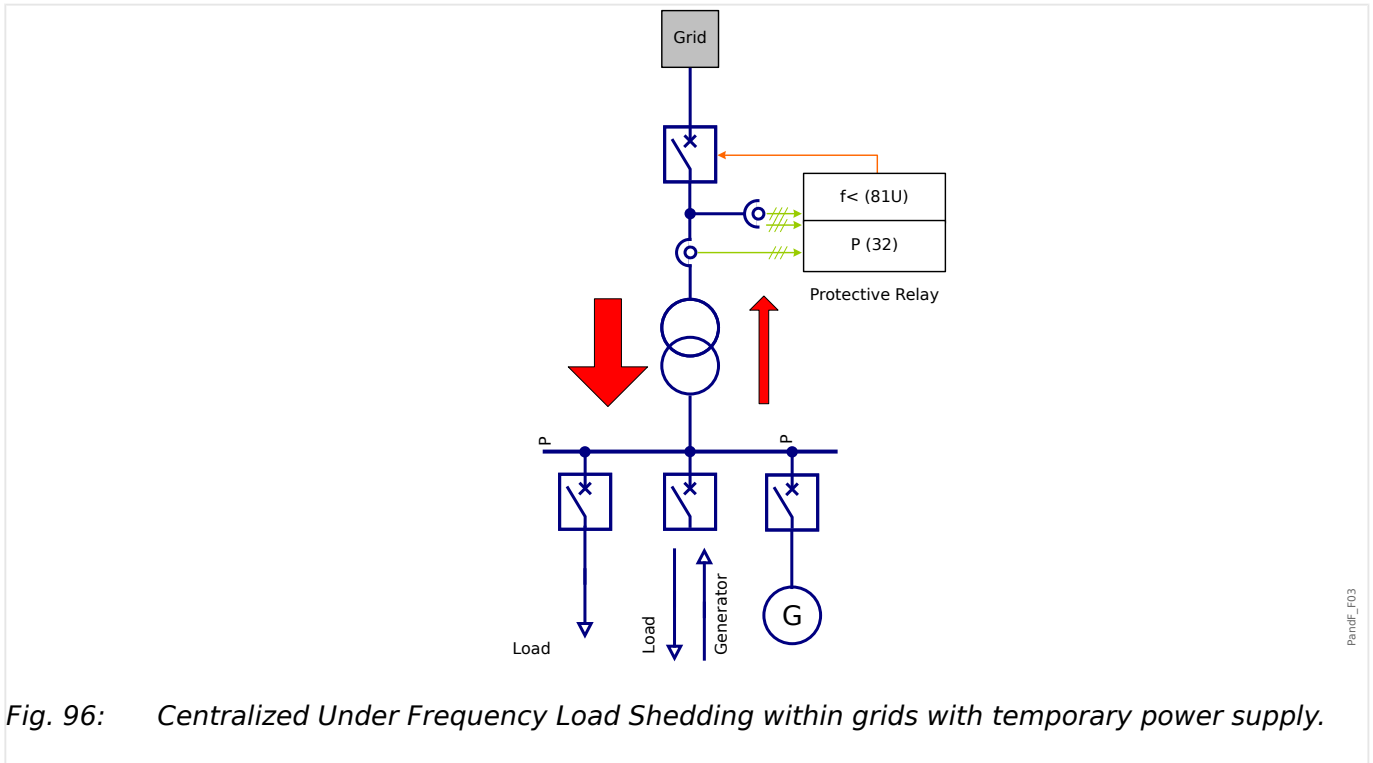 Grid
f< (81U)
P (32)
Protective Relay
P
P
Load
Load
Generator
G
PandF_F03
Fig. 96: Centralized Under Frequency Load Shedding within grids with temporary power supply.